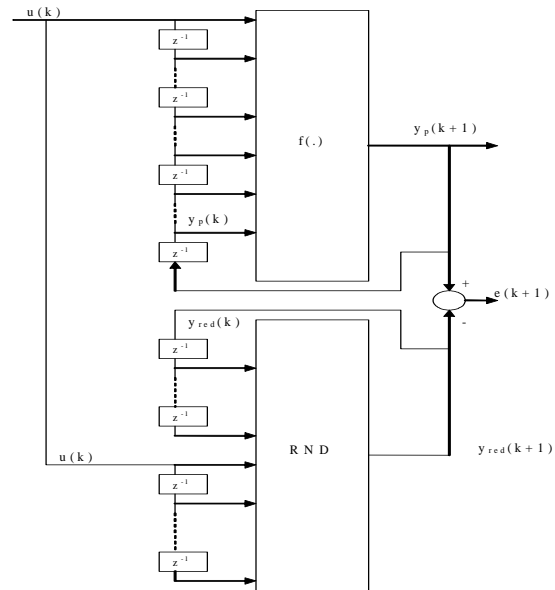 u(k)
z⁻¹
z⁻¹
f(.)
y_p(k+1)
z⁻¹
y_p(k)
z⁻¹
+
e(k+1)
-
y_red(k)
z⁻¹
z⁻¹
RND
y_red(k+1)
u(k)
z⁻¹
z⁻¹